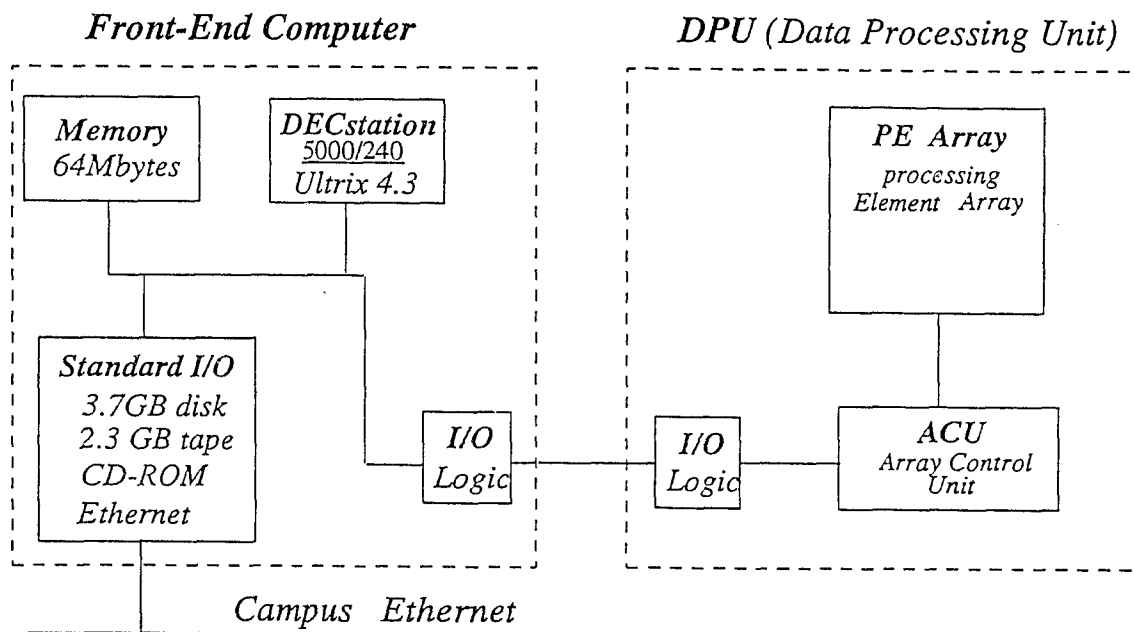 Front-End Computer
DPU (Data Processing Unit)
Memory
64Mbytes
DECstation
5000/240
Ultrix 4.3
PE Array
processing
Element Array
Standard I/O
3.7GB disk
2.3 GB tape
CD-ROM
Ethernet
I/O
Logic
I/O
Logic
ACU
Array Control
Unit
Campus Ethernet